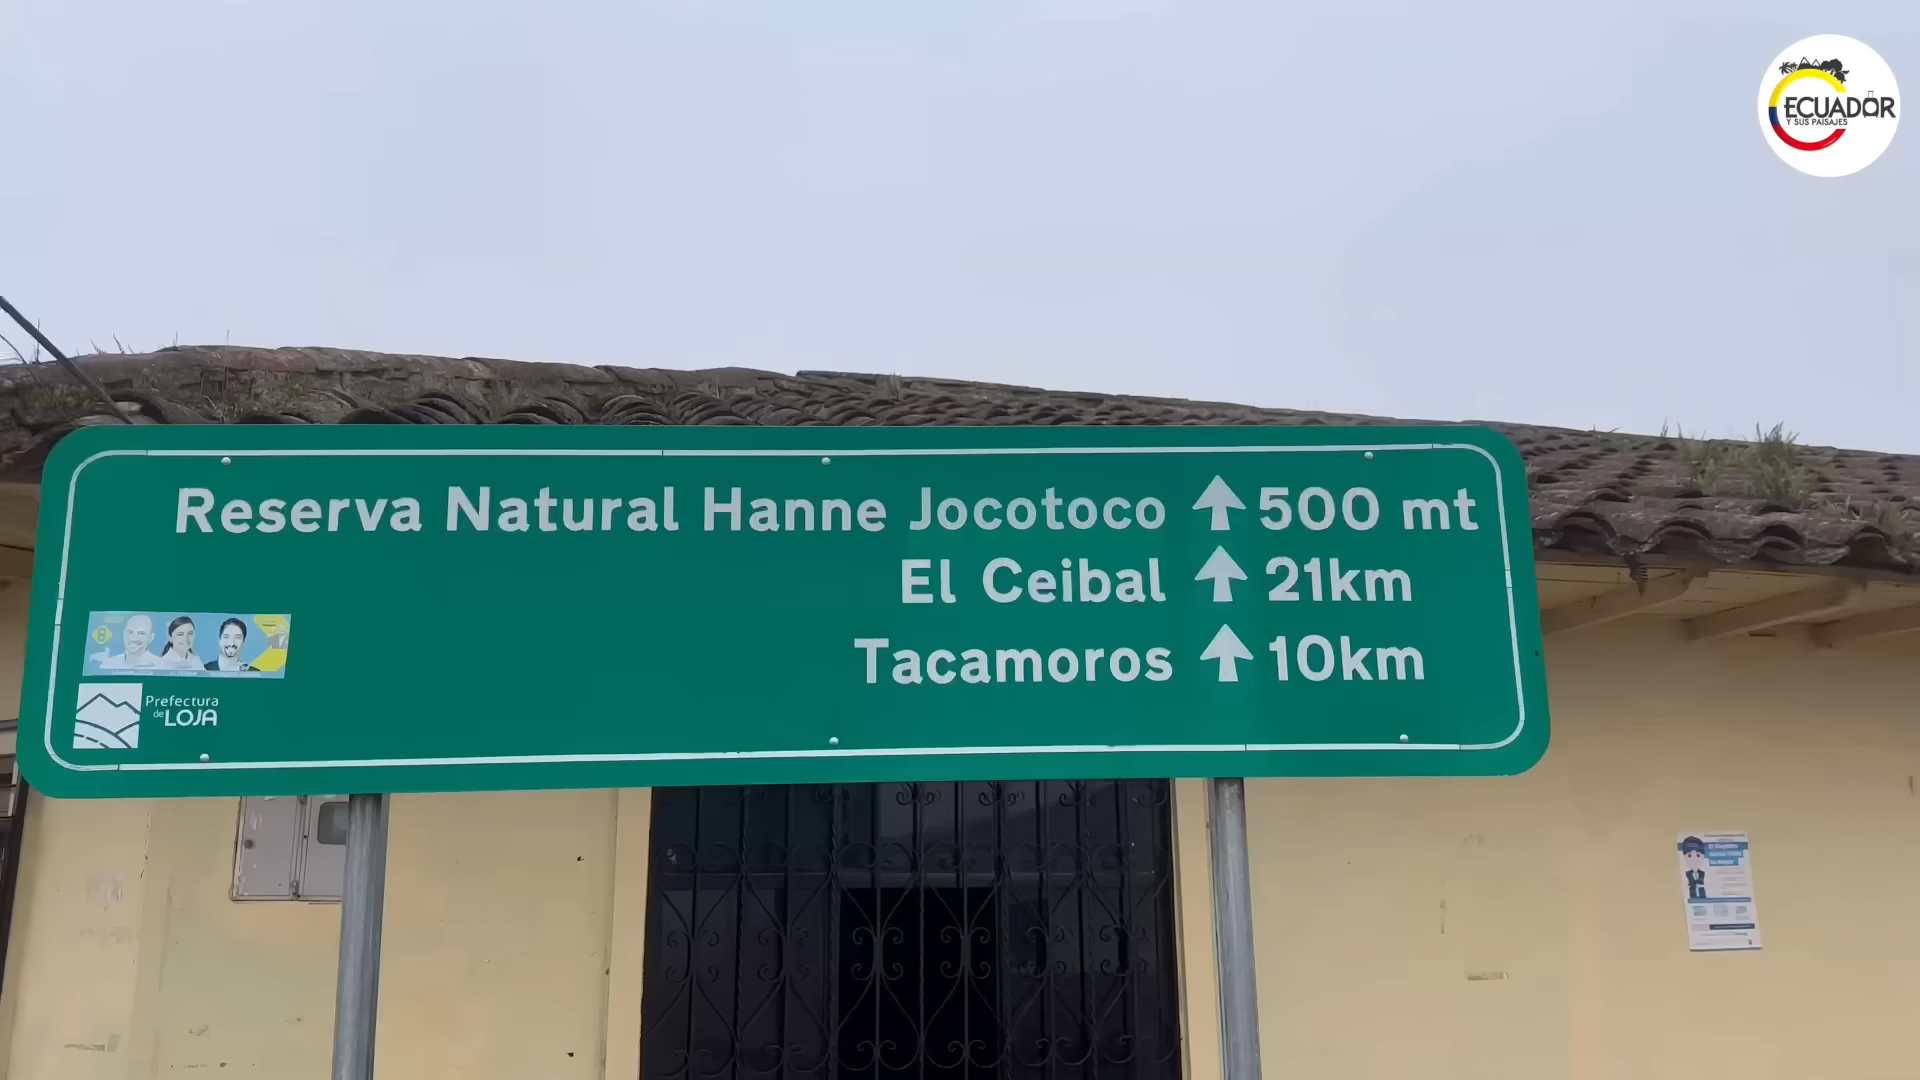 ECUADOR
Y SUS PAISAJES
Reserva Natural Hanne Jocotoco 500 mt
El Ceibal 21km
Tacamoros 10km
Prefectura
de LOJA